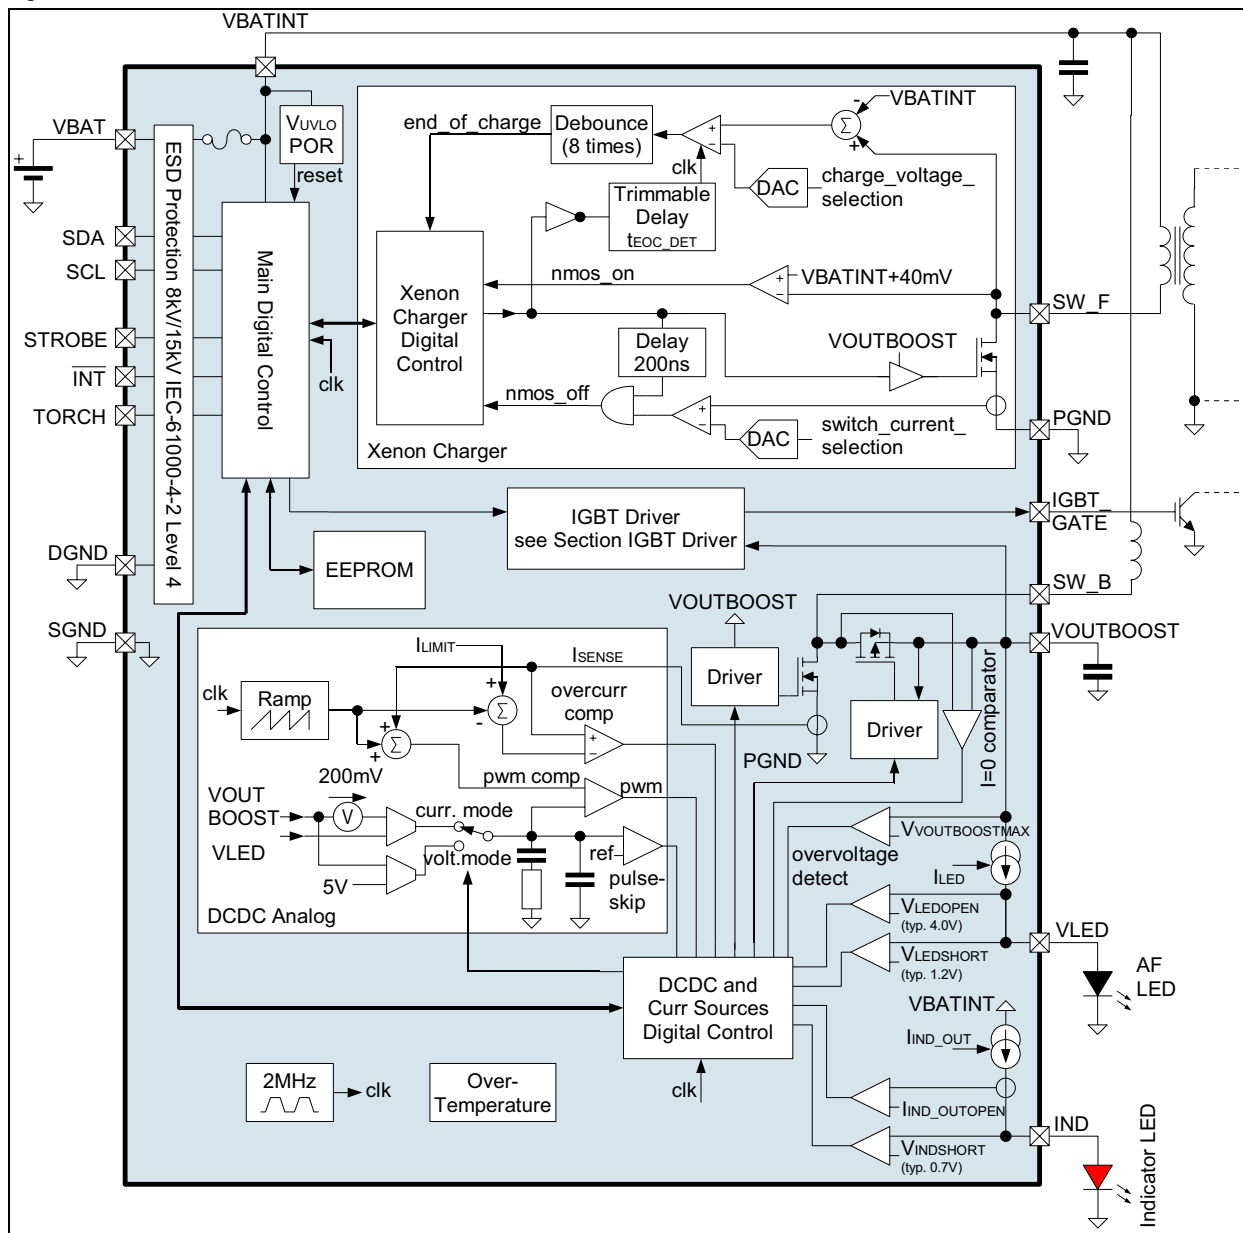 VBATINT
VBAT
+
SDA
SCL
STROBE
INT
TORCH
DGND
SGND
ESD Protection 8kV/15kV IEC-61000-4-2 Level 4
VUVLO
POR
reset
Main Digital Control
clk
end_of_charge
Debounce
(8 times)
+
−
clk
Σ
-
+
VBATINT
DAC
charge_voltage_
selection
Trimmable
Delay
tEOC_DET
Xenon
Charger
Digital
Control
nmos_on
+
−
VBATINT+40mV
Delay
200ns
VOUTBOOST
nmos_off
+
−
DAC
switch_current_
selection
Xenon Charger
SW_F
PGND
IGBT Driver
see Section IGBT Driver
IGBT_
GATE
EEPROM
SW_B
VOUTBOOST
VOUTBOOST
Driver
Driver
PGND
I=0 comparator
ILIMIT
ISENSE
clk
Ramp
+
-
Σ
+
+
Σ
overcurr
comp
+
−
200mV
V
VOUT
BOOST
VLED
5V
pwm comp
pwm
curr. mode
volt.mode
ref
pulse-
skip
DCDC Analog
VVOUTBOOSTMAX
overvoltage
detect
ILED
VLEDOPEN
(typ. 4.0V)
VLEDSHORT
(typ. 1.2V)
VLED
AF
LED
DCDC and
Curr Sources
Digital Control
clk
VBATINT
IIND_OUT
IIND_OUTOPEN
VINDSHORT
(typ. 0.7V)
IND
Indicator LED
2MHz
clk
Over-
Temperature